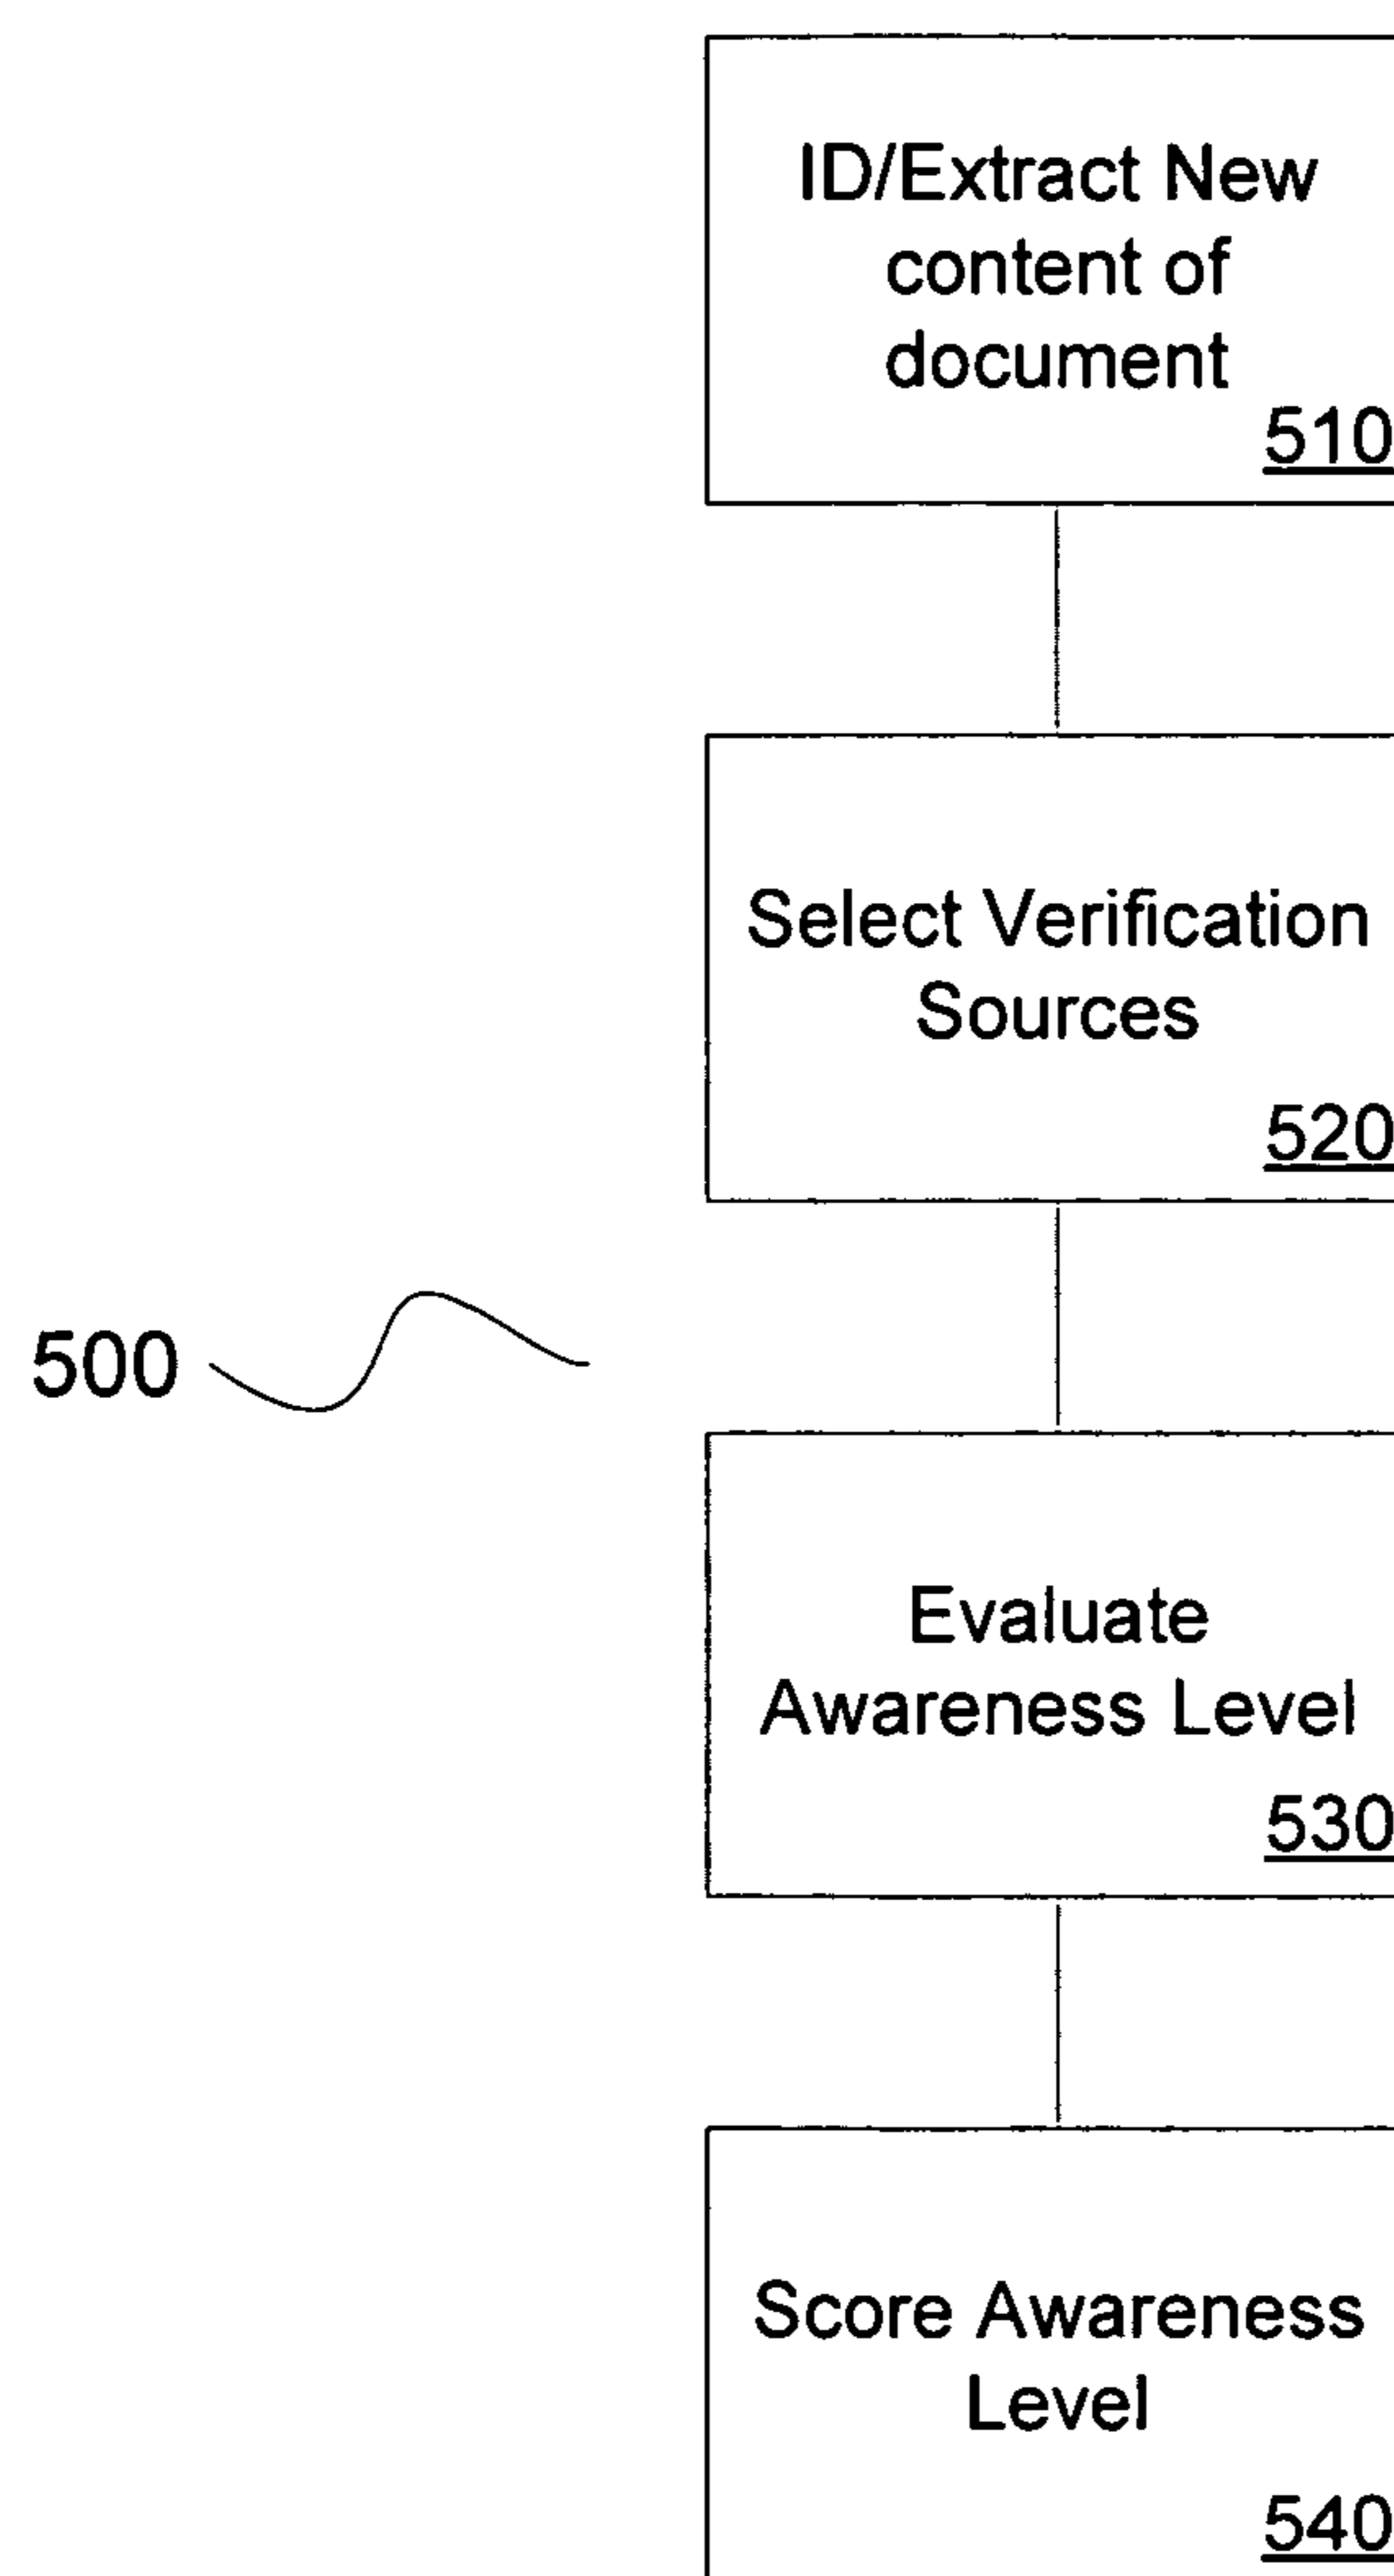 ID/Extract New
content of
document
510
Select Verification
Sources
520
500
Evaluate
Awareness Level
530
Score Awareness
Level
540